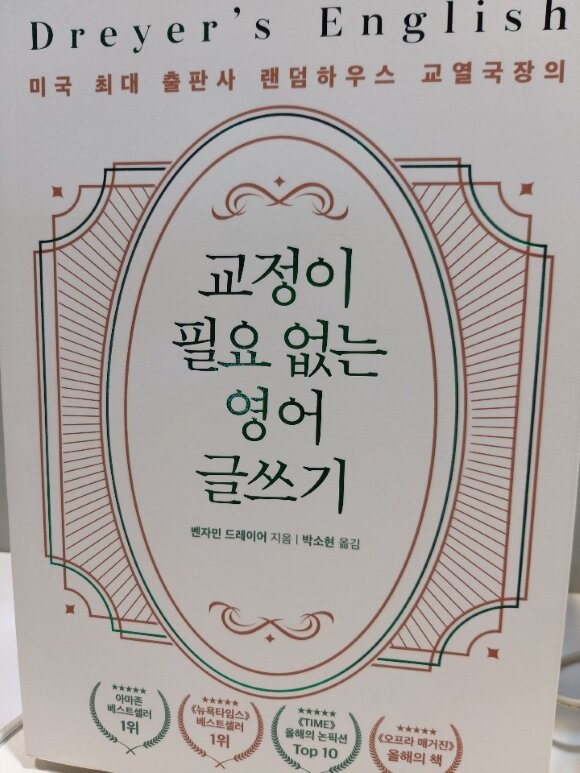 Dreyer's English
미국 최대 출판사 랜덤하우스 교열국장의
교정이
필요 없는
영어
글쓰기
벤자민 드레이어 지음 | 박소현 옮김
★★★★★
아마존
베스트셀러
1위
★★★★★
《뉴욕타임스》
베스트셀러
1위
★★★★★
《TIME》
올해의 논픽션
Top 10
★★★★★
《오프라 매거진》
올해의 책